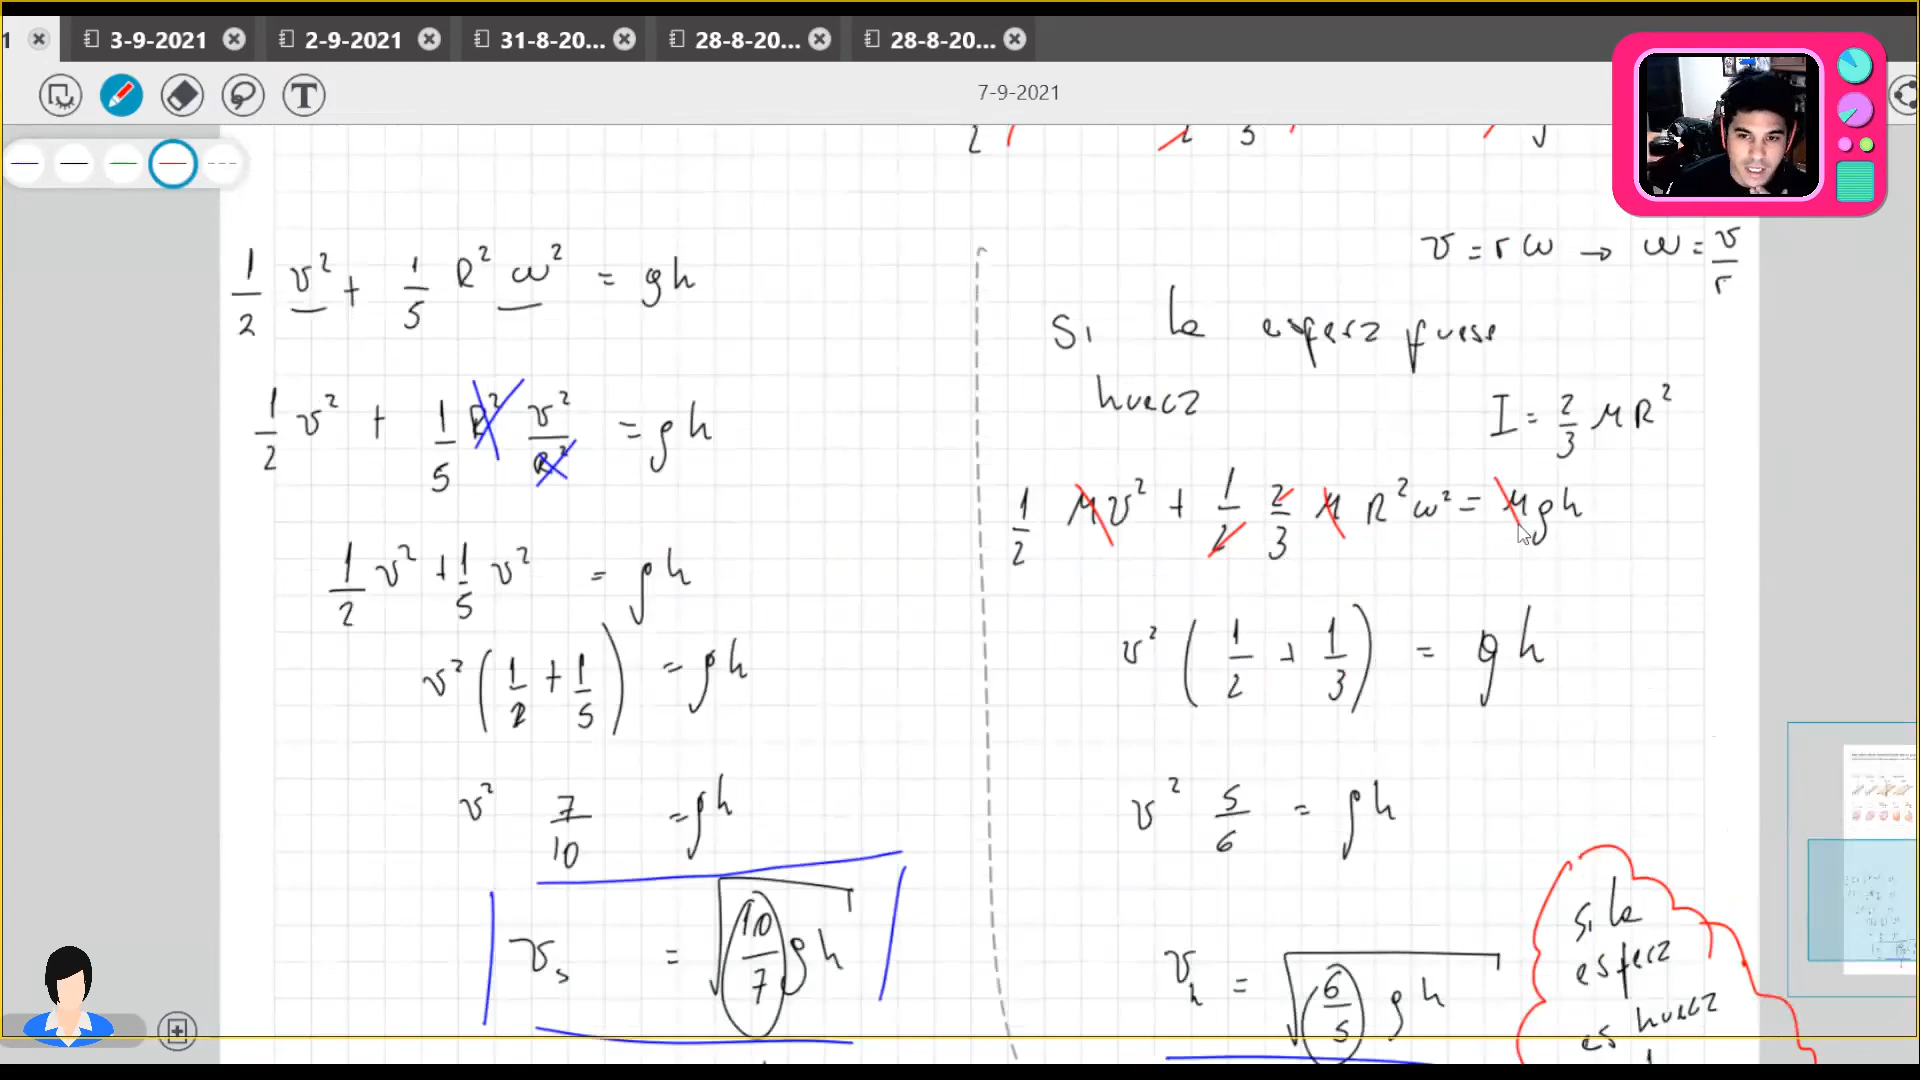 3-9-2021
2-9-2021
31-8-20...
28-8-20...
28-8-20...
7-9-2021
1/2 v² + 1/5 R² ω² = gh
1/2 v² + 1/5 R² v²/R² = gh
1/2 v² + 1/5 v² = gh
v² (1/2 + 1/5) = gh
v² 7/10 = gh
v_s = √(10/7 gh)
v = r ω → ω = v/r
Si la esfera fuese
hueca
I = 2/3 M R²
1/2 M v² + 1/2 2/3 M R² ω² = M gh
v² (1/2 + 1/3) = gh
v² 5/6 = gh
v_h = √(6/5 gh)
si la
esfera
es hueca